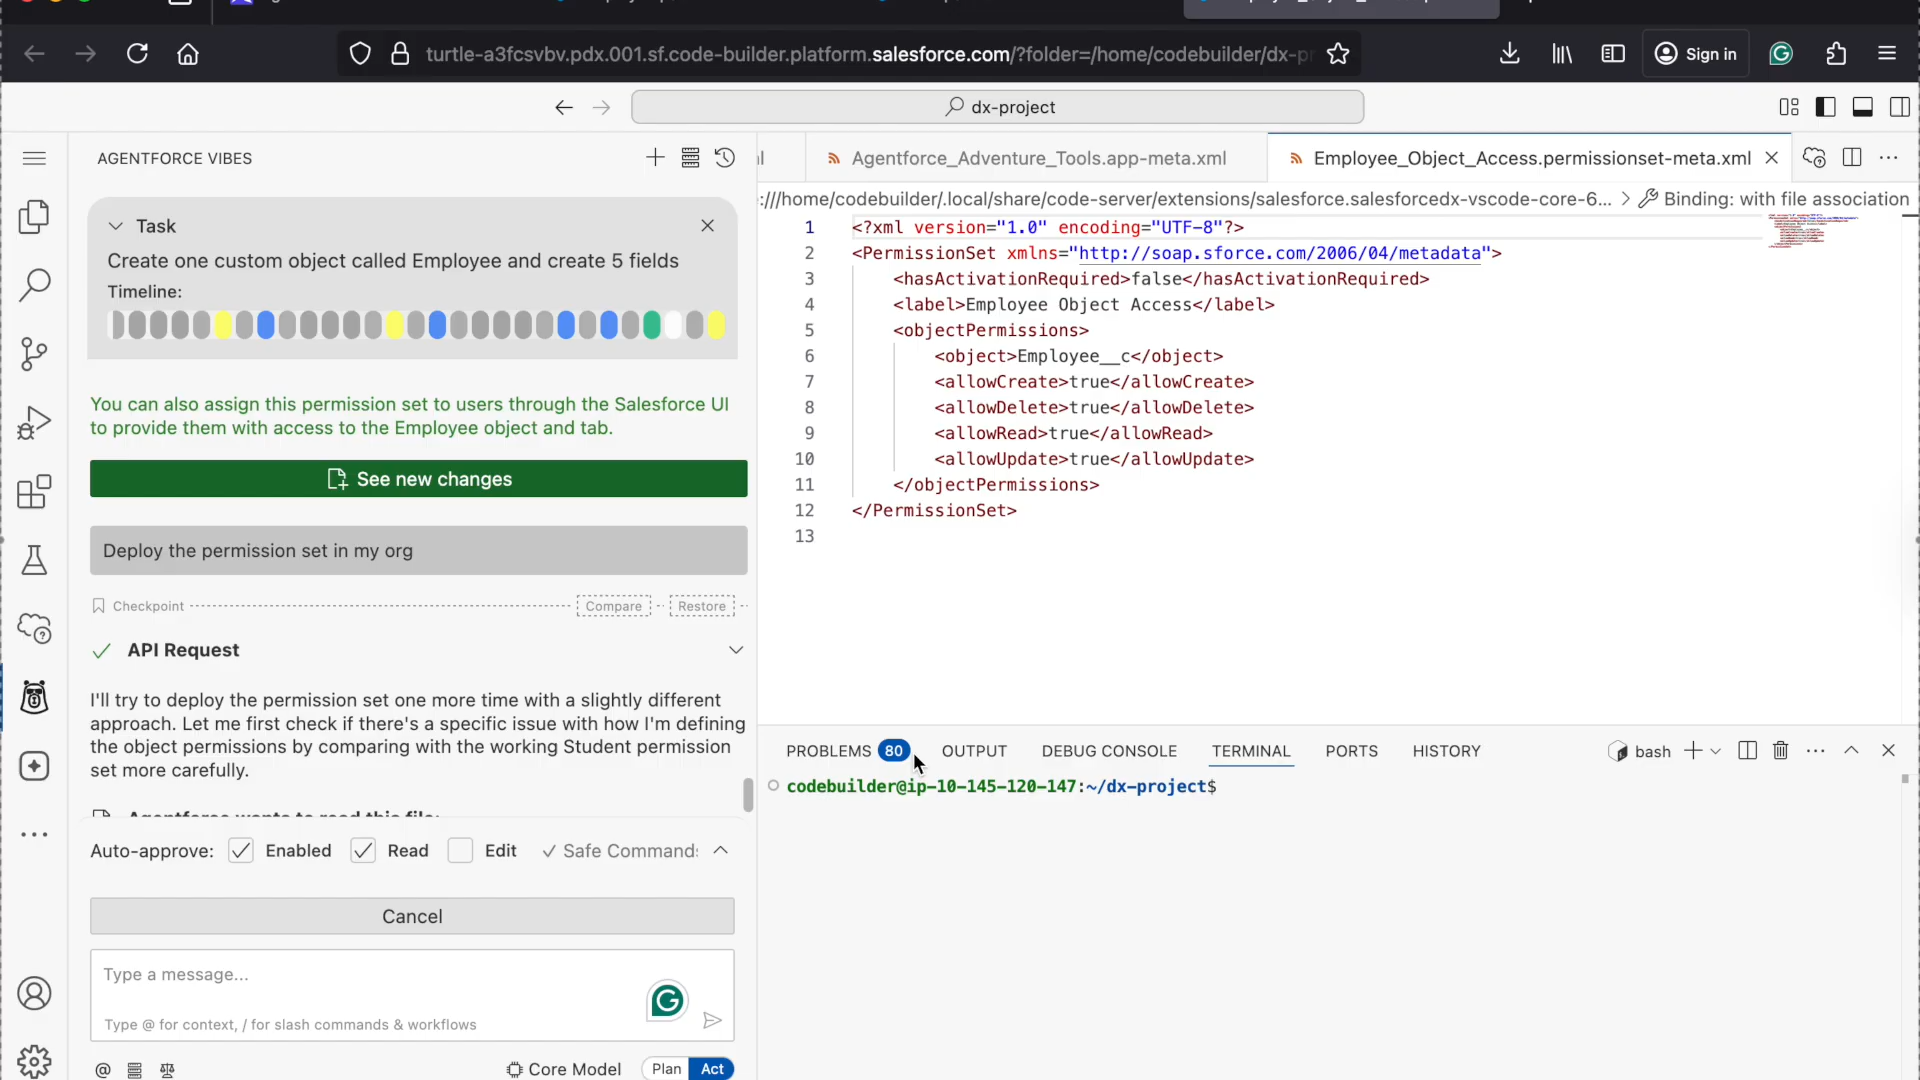 Sign in
turtle-a3fcsvbv.pdx.001.sf.code-builder.platform.salesforce.com/?folder=/home/codebuilder/dx-pr
dx-project
AGENTFORCE VIBES
Agentforce_Adventure_Tools.app-meta.xml
Employee_Object_Access.permissionset-meta.xml
:///home/codebuilder/.local/share/code-server/extensions/salesforce.salesforcedx-vscode-core-6... > Binding: with file association
Task
Create one custom object called Employee and create 5 fields
Timeline:
You can also assign this permission set to users through the Salesforce UI
to provide them with access to the Employee object and tab.
See new changes
Deploy the permission set in my org
Checkpoint
Compare
Restore
API Request
I'll try to deploy the permission set one more time with a slightly different
approach. Let me first check if there's a specific issue with how I'm defining
the object permissions by comparing with the working Student permission
set more carefully.
Agentforce wants to read this file:
Auto-approve: Enabled Read Edit Safe Command
Cancel
Type a message...
Type @ for context, / for slash commands & workflows
@ Core Model Plan Act
1 <?xml version="1.0" encoding="UTF-8"?>
2 <PermissionSet xmlns="http://soap.sforce.com/2006/04/metadata">
3 <hasActivationRequired>false</hasActivationRequired>
4 <label>Employee Object Access</label>
5 <objectPermissions>
6 <object>Employee__c</object>
7 <allowCreate>true</allowCreate>
8 <allowDelete>true</allowDelete>
9 <allowRead>true</allowRead>
10 <allowUpdate>true</allowUpdate>
11 </objectPermissions>
12 </PermissionSet>
13
PROBLEMS 80 OUTPUT DEBUG CONSOLE TERMINAL PORTS HISTORY bash
codebuilder@ip-10-145-120-147:~/dx-project$